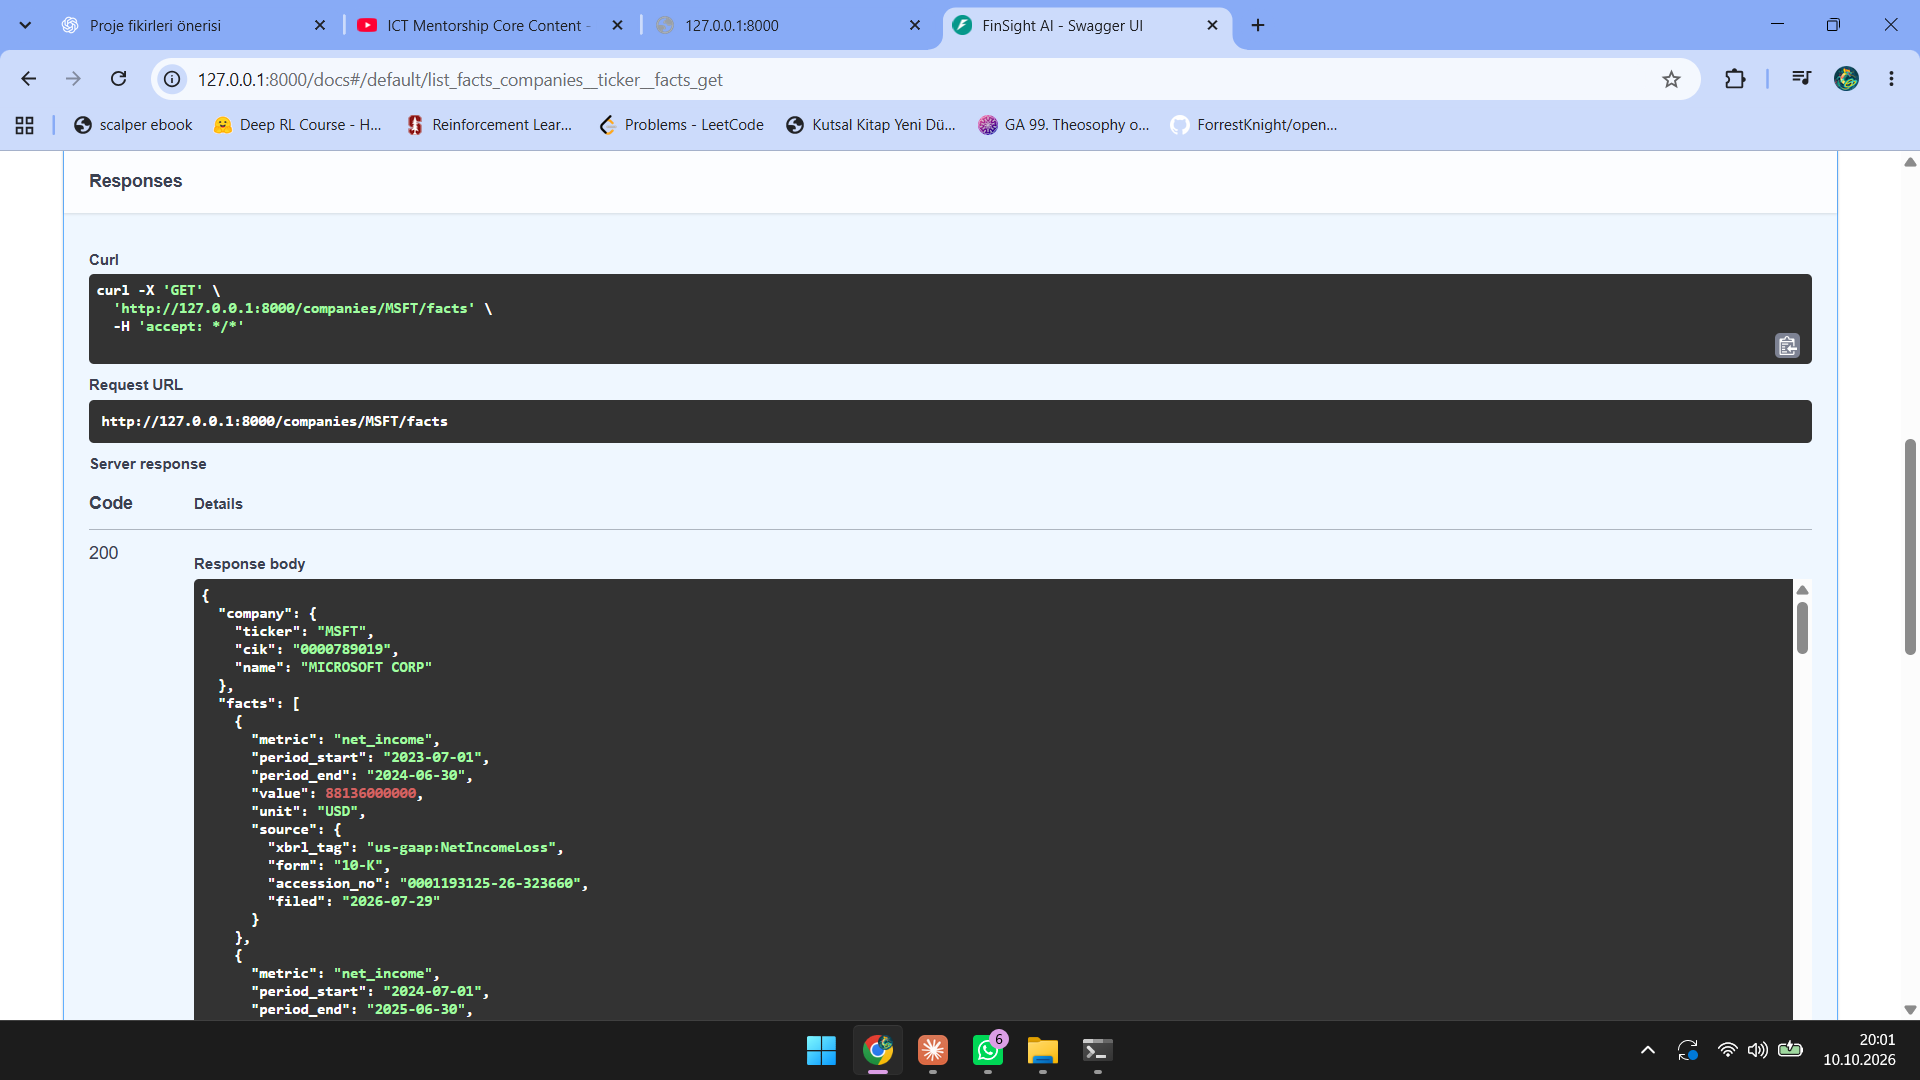 Proje fikirleri önerisi
ICT Mentorship Core Content -
127.0.0.1:8000
FinSight AI - Swagger UI
127.0.0.1:8000/docs#/default/list_facts_companies__ticker__facts_get
scalper ebook
Deep RL Course - H...
Reinforcement Lear...
Problems - LeetCode
Kutsal Kitap Yeni Dü...
GA 99. Theosophy o...
ForrestKnight/open...
Responses
Curl
curl -X 'GET' \
'http://127.0.0.1:8000/companies/MSFT/facts' \
-H 'accept: */*'
Request URL
http://127.0.0.1:8000/companies/MSFT/facts
Server response
Code Details
200
Response body
{
"company": {
"ticker": "MSFT",
"cik": "0000789019",
"name": "MICROSOFT CORP"
},
"facts": [
{
"metric": "net_income",
"period_start": "2023-07-01",
"period_end": "2024-06-30",
"value": 88136000000,
"unit": "USD",
"source": {
"xbrl_tag": "us-gaap:NetIncomeLoss",
"form": "10-K",
"accession_no": "0001193125-26-323660",
"filed": "2026-07-29"
}
},
{
"metric": "net_income",
"period_start": "2024-07-01",
"period_end": "2025-06-30",
6
20:01
10.10.2026